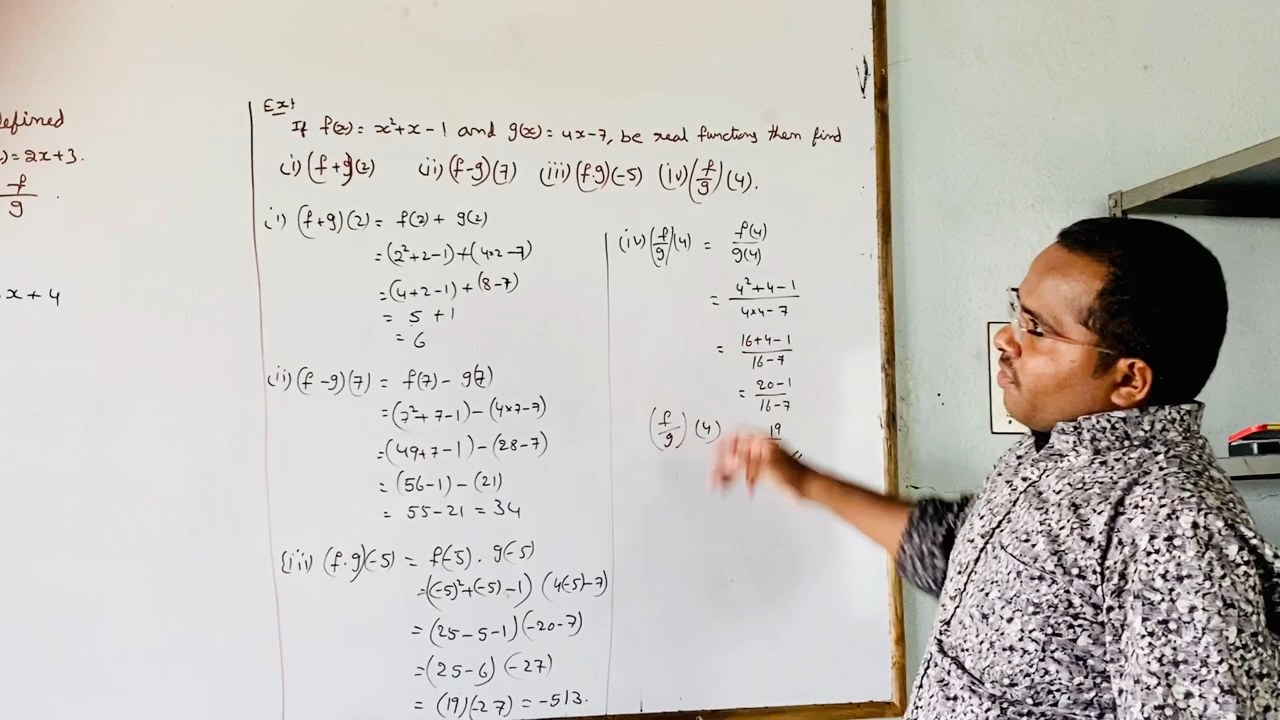 defined
)=2x+3.
f/g .
x+4
Ex:
If f(x)=x²+x-1 and g(x)=4x-7, be real functions then find
(i) (f+g)(2) (ii) (f-g)(7) (iii) (f.g)(-5) (iv) (f/g)(4).
i) (f+g)(2) = f(2)+ g(2)
=(2²+2-1)+(4×2-7)
=(4+2-1)+(8-7)
= 5 +1
= 6
(ii) (f-g)(7) = f(7) - g(7)
=(7²+7-1)-(4×7-7)
=(49+7-1)-(28-7)
= (56-1) - (21)
= 55-21 = 34
(iii) (f.g)(-5) = f(-5) . g(-5)
=((-5)²+(-5)-1) (4(-5)-7)
= (25-5-1)(-20-7)
=(25-6) (-27)
= (19)(-27) = -513.
(iv) (f/g)(4) = f(4)/g(4)
= 4²+4-1/4×4-7
= 16+4-1/16-7
= 20-1/16-7
(f/g) (4) 19